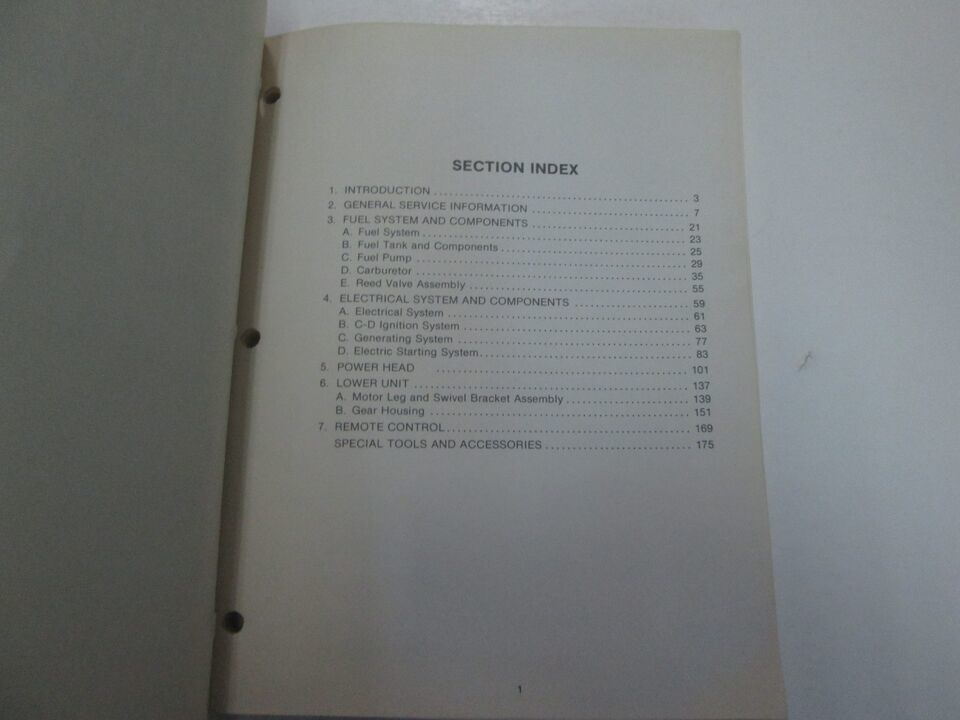 SECTION INDEX
1. INTRODUCTION ........................................ 3
2. GENERAL SERVICE INFORMATION ........................ 7
3. FUEL SYSTEM AND COMPONENTS ........................ 21
A. Fuel System ........................................ 23
B. Fuel Tank and Components ........................... 25
C. Fuel Pump .......................................... 29
D. Carburetor ......................................... 35
E. Reed Valve Assembly ................................ 55
4. ELECTRICAL SYSTEM AND COMPONENTS .................. 59
A. Electrical System .................................. 61
B. C-D Ignition System ................................ 63
C. Generating System .................................. 77
D. Electric Starting System ........................... 83
5. POWER HEAD ........................................ 101
6. LOWER UNIT ........................................ 137
A. Motor Leg and Swivel Bracket Assembly .............. 139
B. Gear Housing ....................................... 151
7. REMOTE CONTROL .................................... 169
SPECIAL TOOLS AND ACCESSORIES ........................ 175
1